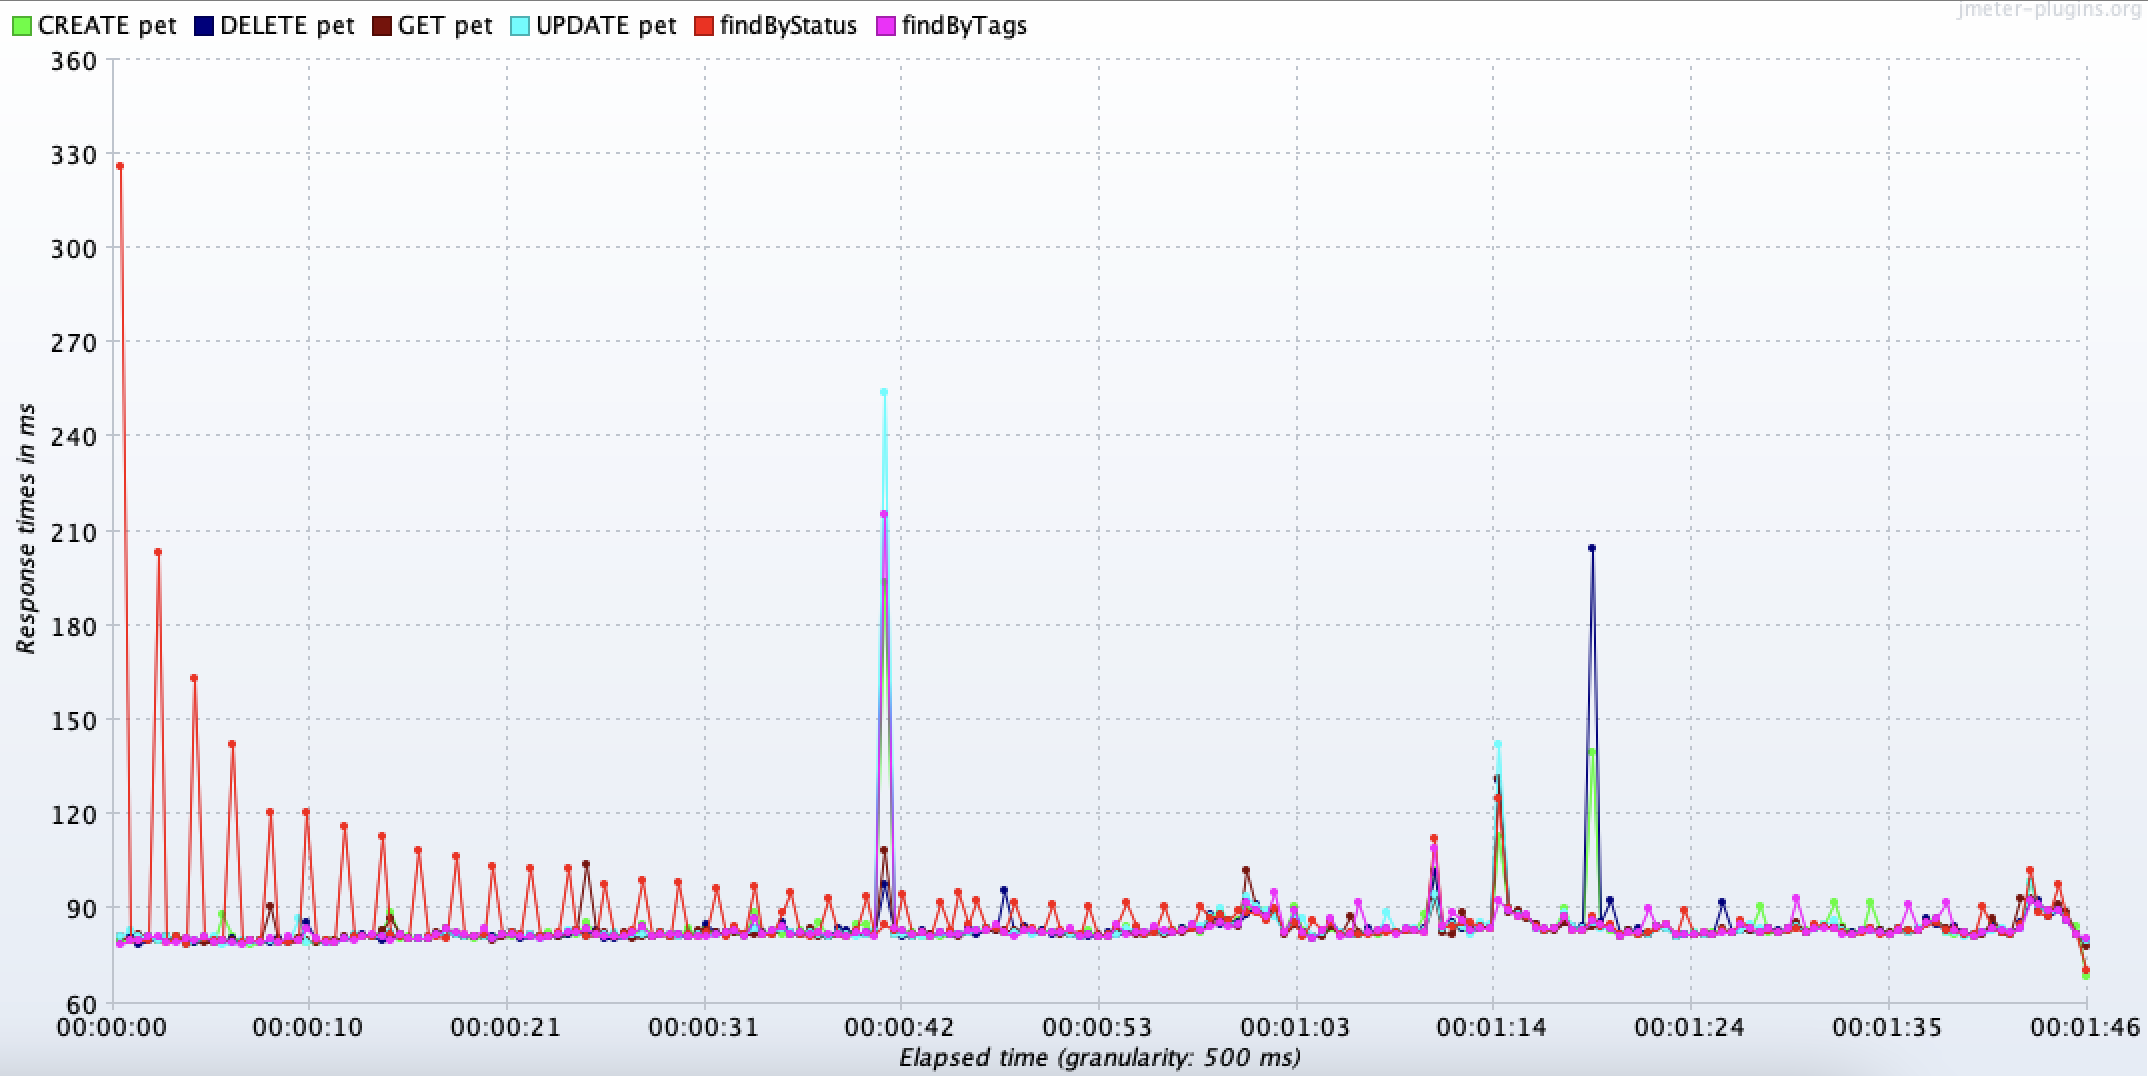 jmeter-plugins.org
CREATE pet DELETE pet GET pet UPDATE pet findByStatus findByTags
360
330
300
270
240
210
180
150
120
90
60
Response times in ms
00:00:00 00:00:10 00:00:21 00:00:31 00:00:42 00:00:53 00:01:03 00:01:14 00:01:24 00:01:35 00:01:46
Elapsed time (granularity: 500 ms)